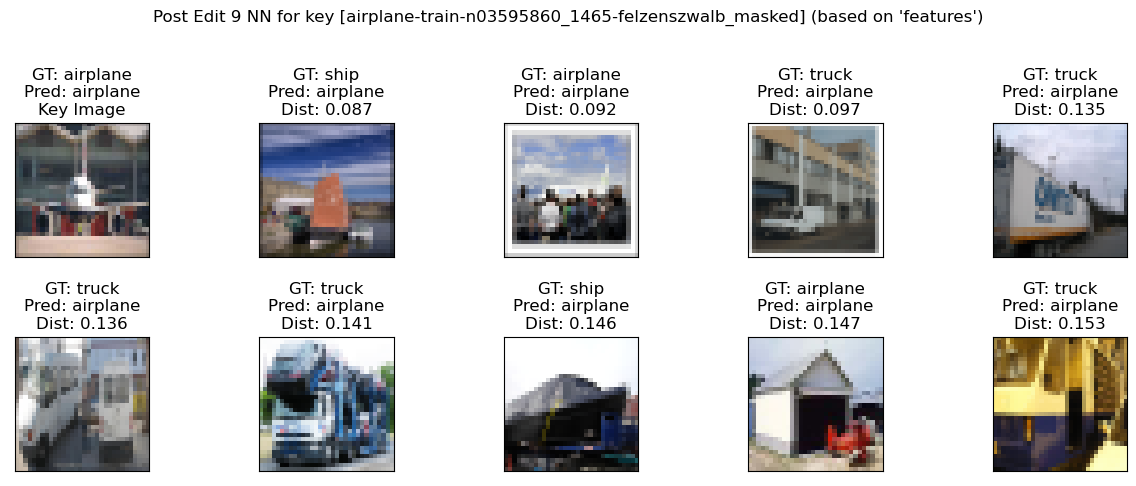 Post Edit 9 NN for key [airplane-train-n03595860_1465-felzenszwalb_masked] (based on 'features')
GT: airplane
Pred: airplane
Key Image
GT: ship
Pred: airplane
Dist: 0.087
GT: airplane
Pred: airplane
Dist: 0.092
GT: truck
Pred: airplane
Dist: 0.097
GT: truck
Pred: airplane
Dist: 0.135
GT: truck
Pred: airplane
Dist: 0.136
GT: truck
Pred: airplane
Dist: 0.141
GT: ship
Pred: airplane
Dist: 0.146
GT: airplane
Pred: airplane
Dist: 0.147
GT: truck
Pred: airplane
Dist: 0.153